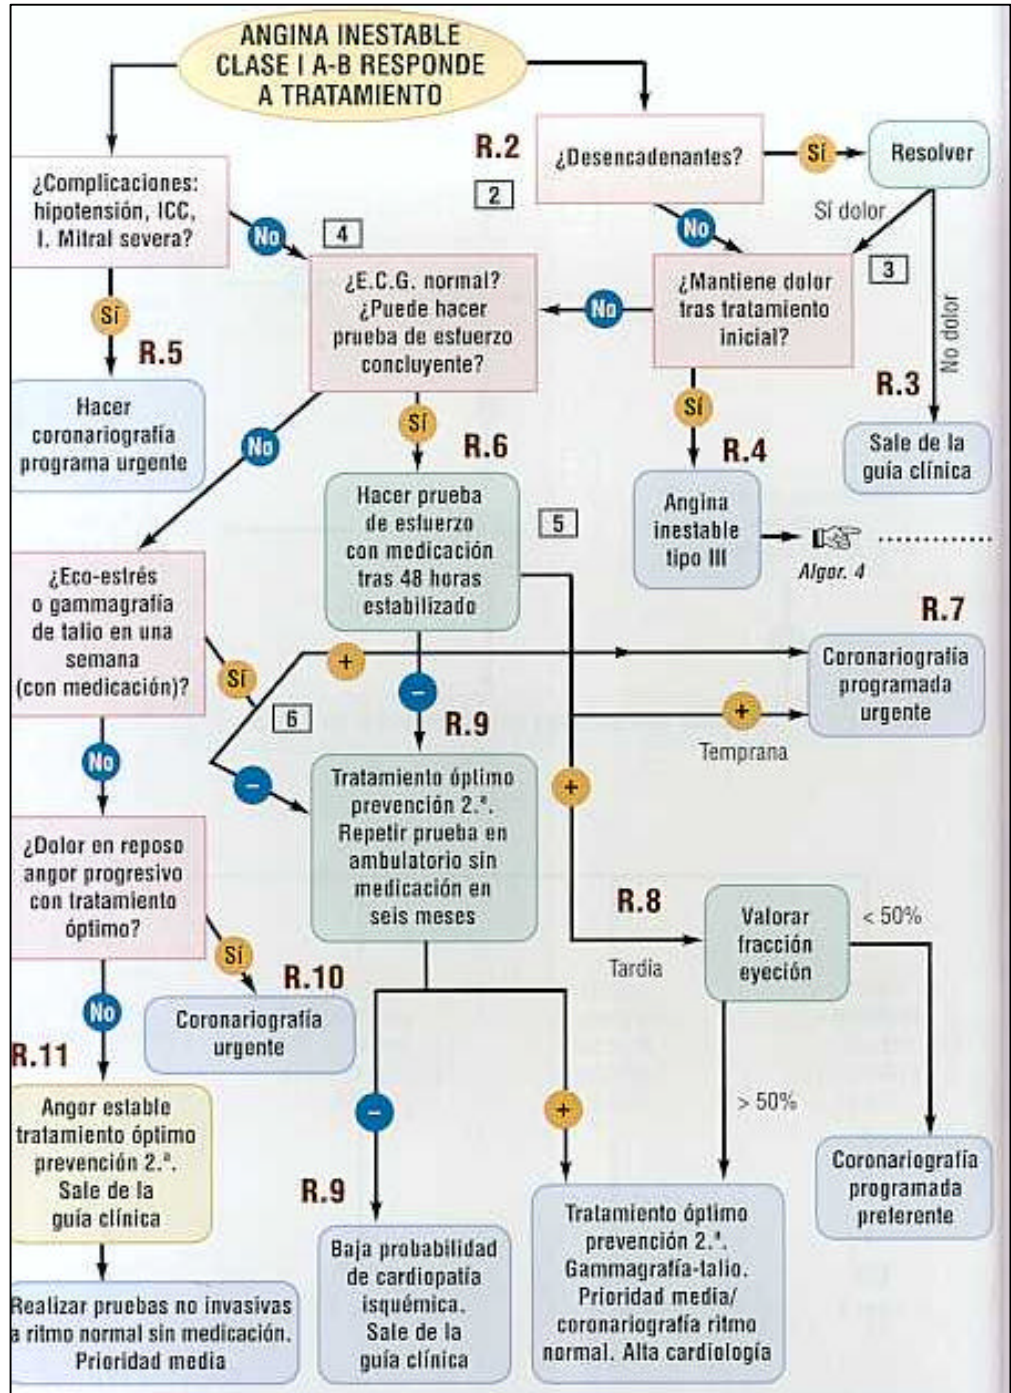 ANGINA INESTABLE
CLASE I A-B RESPONDE
A TRATAMIENTO
R.2
2
¿Desencadenantes?
Sí
Resolver
¿Complicaciones:
hipotensión, ICC,
I. Mitral severa?
No
4
No
Sí dolor
3
¿E.C.G. normal?
¿Puede hacer
prueba de esfuerzo
concluyente?
No
¿Mantiene dolor
tras tratamiento
inicial?
No dolor
Sí
R.5
Hacer
coronariografía
programa urgente
No
Sí
R.6
Sí
R.4
R.3
Sale de la
guía clínica
Hacer prueba
de esfuerzo
con medicación
tras 48 horas
estabilizado
5
Angina
inestable
tipo III
Algor. 4
¿Eco-estrés
o gammagrafía
de talio en una
semana
(con medicación)?
Sí
6
+
–
R.9
R.7
Coronariografía
programada
urgente
+
Temprana
No
–
+
Tratamiento óptimo
prevención 2.ª.
Repetir prueba en
ambulatorio sin
medicación en
seis meses
¿Dolor en reposo
angor progresivo
con tratamiento
óptimo?
Sí
R.10
Coronariografía
urgente
R.8
Tardía
Valorar
fracción
eyeción
< 50%
> 50%
No
R.11
Angor estable
tratamiento óptimo
prevención 2.ª.
Sale de la
guía clínica
–
+
R.9
Coronariografía
programada
preferente
Realizar pruebas no invasivas
a ritmo normal sin medicación.
Prioridad media
Baja probabilidad
de cardiopatía
isquémica.
Sale de la
guía clínica
Tratamiento óptimo
prevención 2.ª.
Gammagrafía-talio.
Prioridad media/
coronariografía ritmo
normal. Alta cardiología